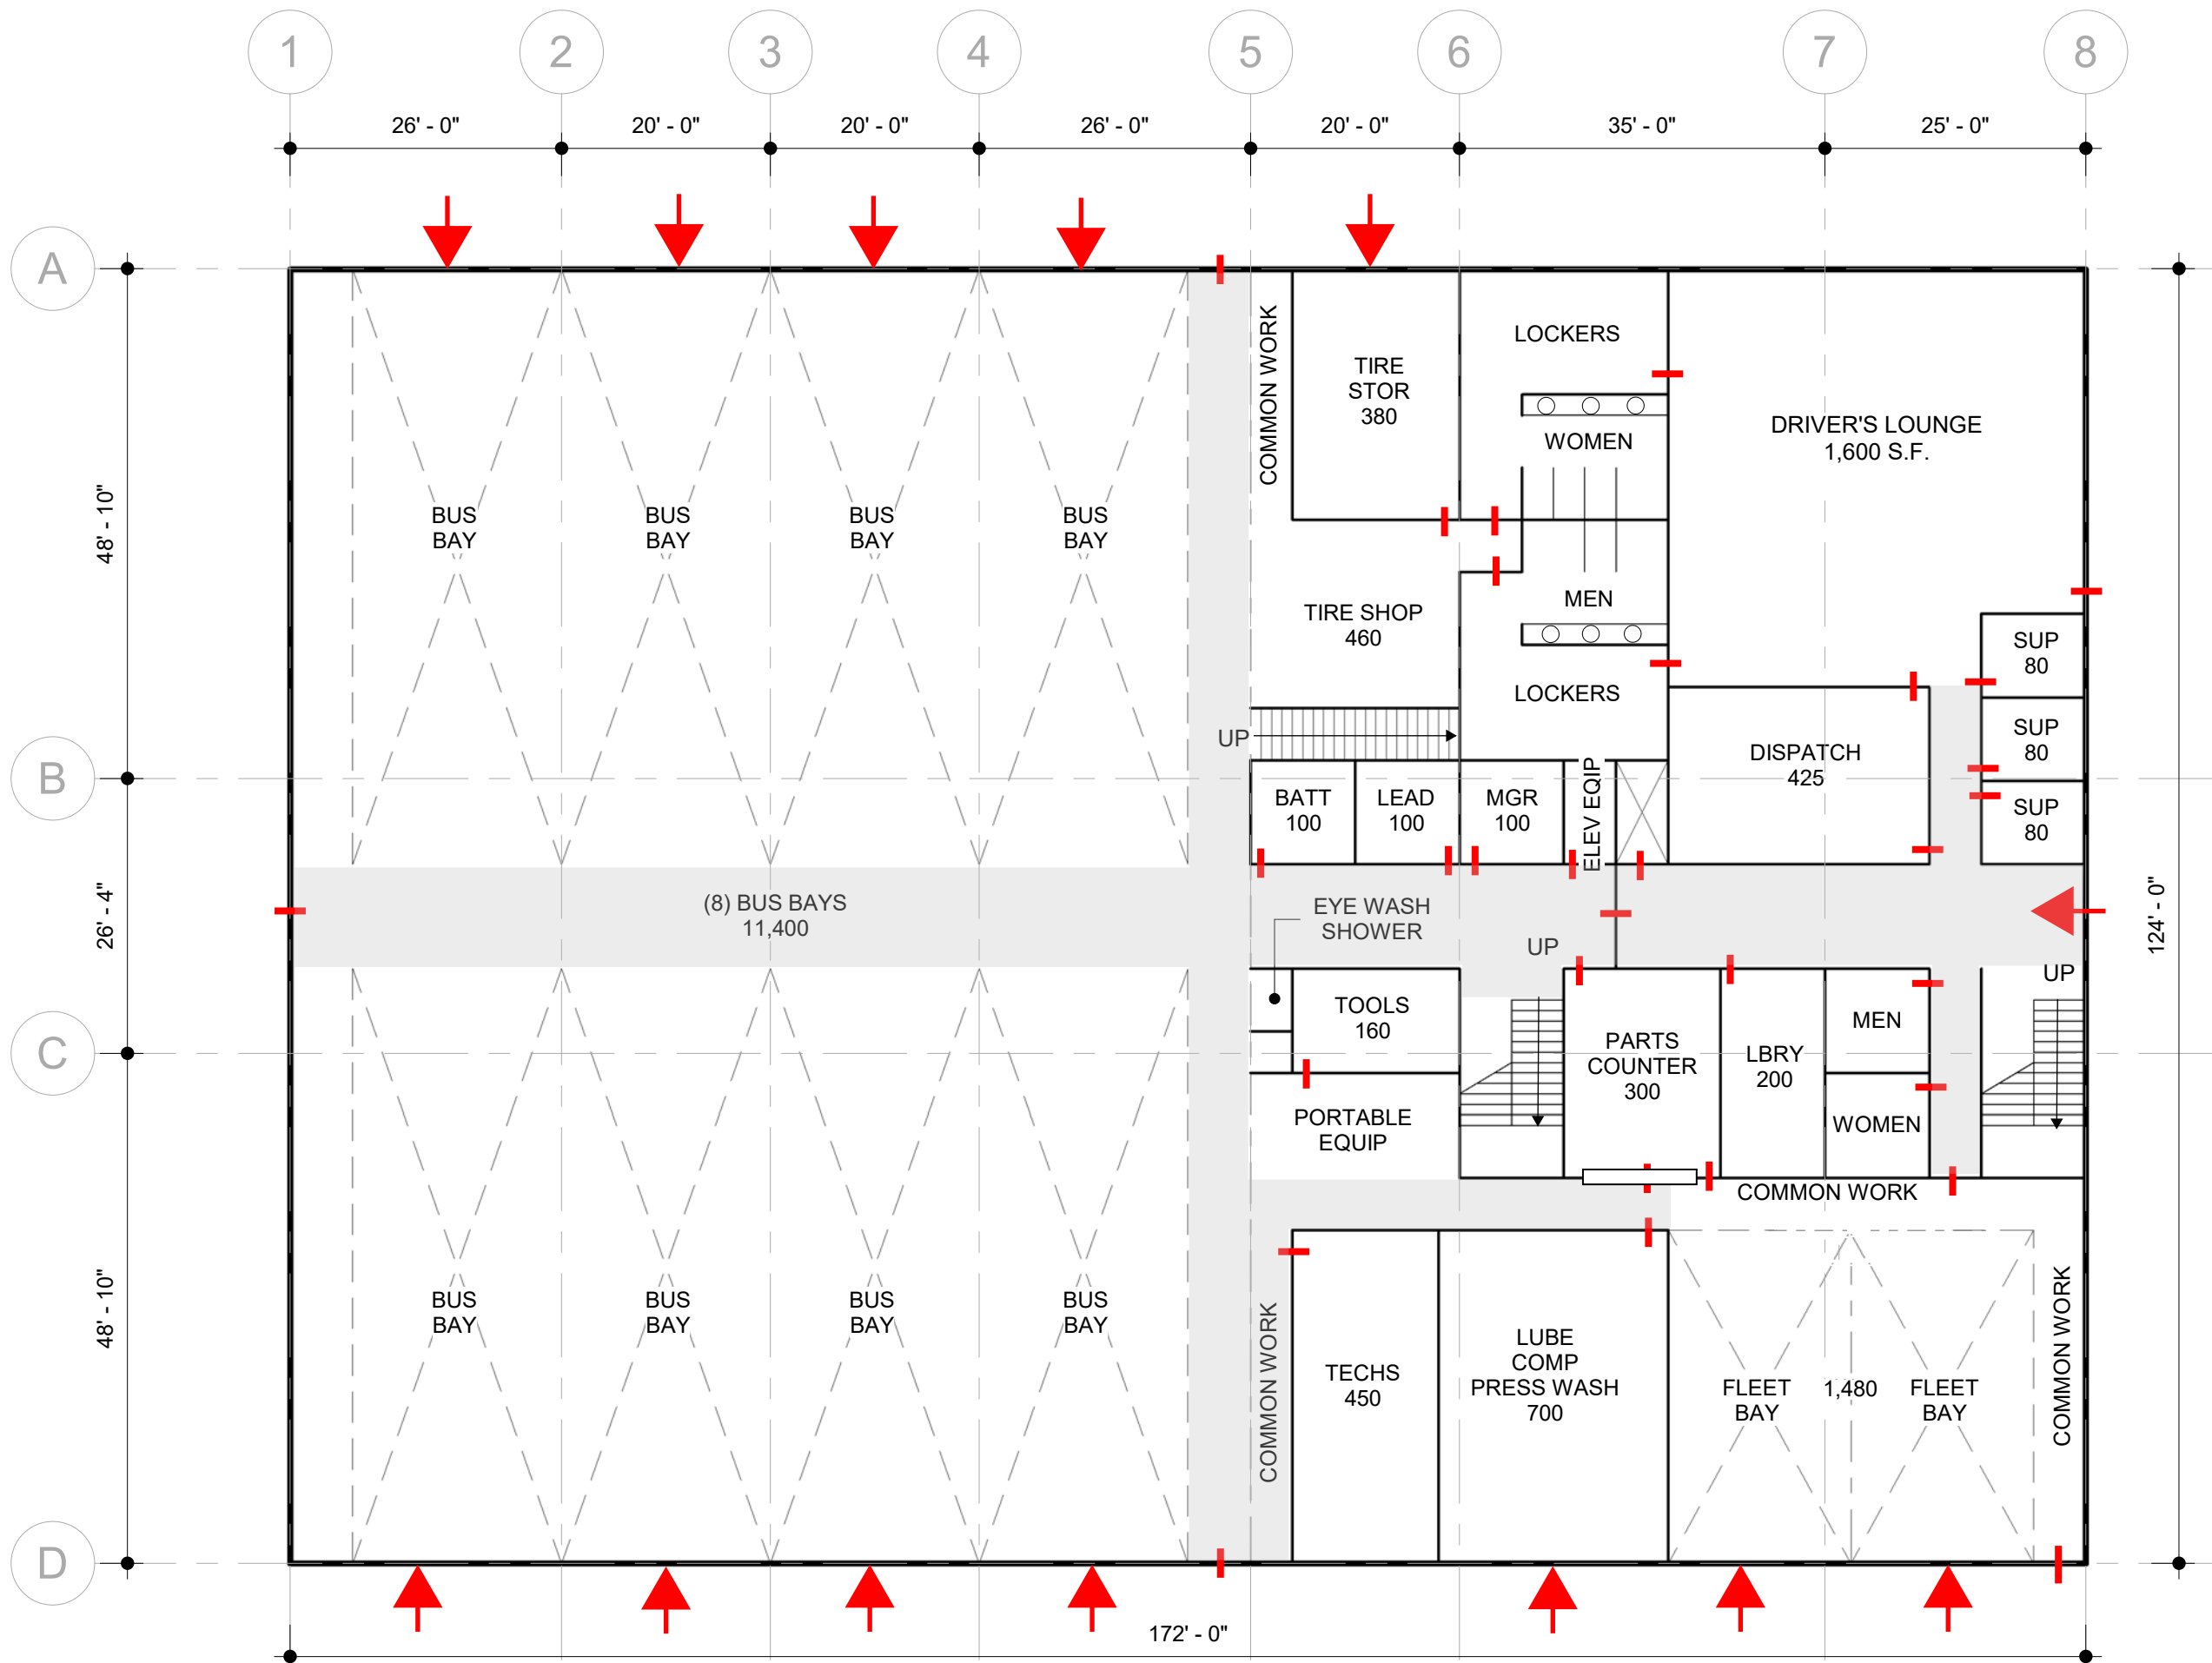 1
2
3
4
5
6
7
8
26' - 0"
20' - 0"
20' - 0"
26' - 0"
20' - 0"
35' - 0"
25' - 0"
A
B
C
D
48' - 10"
26' - 4"
48' - 10"
124' - 0"
172' - 0"
COMMON WORK
TIRE
STOR
380
LOCKERS
WOMEN
DRIVER'S LOUNGE
1,600 S.F.
BUS
BAY
BUS
BAY
BUS
BAY
BUS
BAY
TIRE SHOP
460
MEN
LOCKERS
SUP
80
SUP
80
SUP
80
UP
DISPATCH
425
BATT
100
LEAD
100
MGR
100
ELEV EQIP
(8) BUS BAYS
11,400
EYE WASH
SHOWER
UP
UP
TOOLS
160
PARTS
COUNTER
300
LBRY
200
MEN
WOMEN
PORTABLE
EQUIP
COMMON WORK
BUS
BAY
BUS
BAY
BUS
BAY
BUS
BAY
COMMON WORK
TECHS
450
LUBE
COMP
PRESS WASH
700
FLEET
BAY
1,480
FLEET
BAY
COMMON WORK